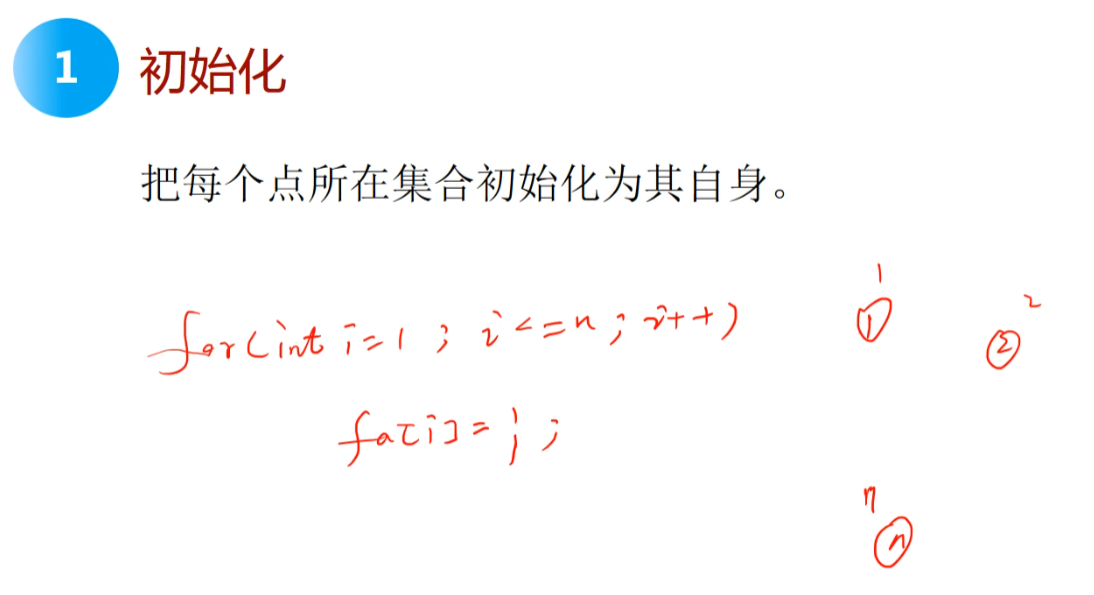 1 初始化
把每个点所在集合初始化为其自身。
for(int i=1; i<=n; i++)
fa[i]=i;
1
①
2
②
n
n